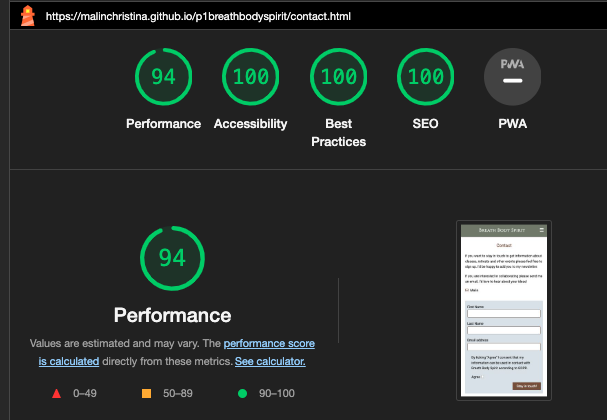 https://malinchristina.github.io/p1breathbodyspirit/contact.html
94
100
100
100
PWA
Performance
Accessibility
Best
Practices
SEO
PWA
94
Performance
Values are estimated and may vary. The performance score
is calculated directly from these metrics. See calculator.
0–49
50–89
90–100
Breath Body Spirit
Contact
First Name
Last Name
Email address
Agree
Stay in touch!